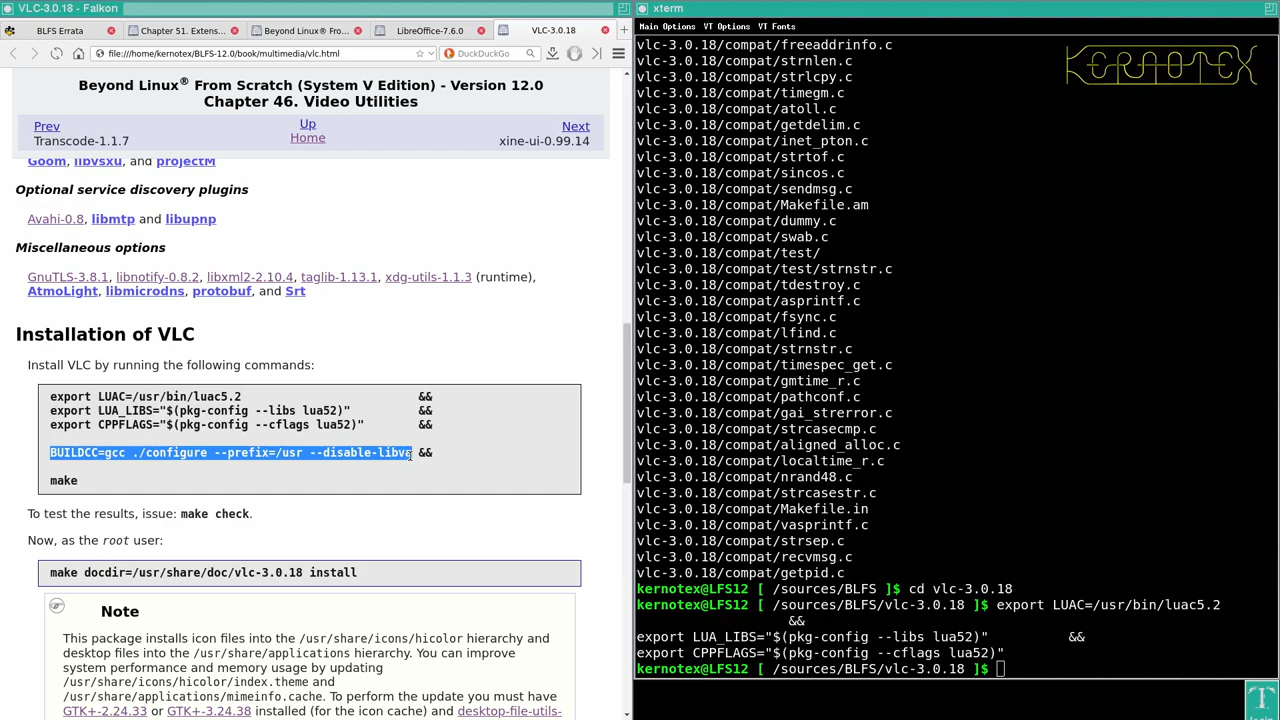 VLC-3.0.18 - Falkon
BLFS Errata
Chapter 51. Extensi...
Beyond Linux® Fro...
LibreOffice-7.6.0
VLC-3.0.18
file:///home/kernotex/BLFS-12.0/book/multimedia/vlc.html
DuckDuckGo
Beyond Linux® From Scratch (System V Edition) - Version 12.0
Chapter 46. Video Utilities
Prev
Up
Next
Transcode-1.1.7
Home
xine-ui-0.99.14
Goom, libvsxu, and projectM
Optional service discovery plugins
Avahi-0.8, libmtp and libupnp
Miscellaneous options
GnuTLS-3.8.1, libnotify-0.8.2, libxml2-2.10.4, taglib-1.13.1, xdg-utils-1.1.3 (runtime),
AtmoLight, libmicrodns, protobuf, and Srt
Installation of VLC
Install VLC by running the following commands:
export LUAC=/usr/bin/luac5.2 &&
export LUA_LIBS="$(pkg-config --libs lua52)" &&
export CPPFLAGS="$(pkg-config --cflags lua52)" &&
BUILDCC=gcc ./configure --prefix=/usr --disable-libva &&
make
To test the results, issue: make check.
Now, as the root user:
make docdir=/usr/share/doc/vlc-3.0.18 install
Note
This package installs icon files into the /usr/share/icons/hicolor hierarchy and
desktop files into the /usr/share/applications hierarchy. You can improve
system performance and memory usage by updating
/usr/share/icons/hicolor/index.theme and
/usr/share/applications/mimeinfo.cache. To perform the update you must have
GTK+-2.24.33 or GTK+-3.24.38 installed (for the icon cache) and desktop-file-utils-
xterm
Main Options VT Options VT Fonts
KERNOTEX
vlc-3.0.18/compat/freeaddrinfo.c
vlc-3.0.18/compat/strnlen.c
vlc-3.0.18/compat/strlcpy.c
vlc-3.0.18/compat/timegm.c
vlc-3.0.18/compat/atoll.c
vlc-3.0.18/compat/getdelim.c
vlc-3.0.18/compat/inet_pton.c
vlc-3.0.18/compat/strtof.c
vlc-3.0.18/compat/sincos.c
vlc-3.0.18/compat/sendmsg.c
vlc-3.0.18/compat/Makefile.am
vlc-3.0.18/compat/dummy.c
vlc-3.0.18/compat/swab.c
vlc-3.0.18/compat/test/
vlc-3.0.18/compat/test/strnstr.c
vlc-3.0.18/compat/tdestroy.c
vlc-3.0.18/compat/asprintf.c
vlc-3.0.18/compat/fsync.c
vlc-3.0.18/compat/lfind.c
vlc-3.0.18/compat/strnstr.c
vlc-3.0.18/compat/timespec_get.c
vlc-3.0.18/compat/gmtime_r.c
vlc-3.0.18/compat/pathconf.c
vlc-3.0.18/compat/gai_strerror.c
vlc-3.0.18/compat/strcasecmp.c
vlc-3.0.18/compat/aligned_alloc.c
vlc-3.0.18/compat/localtime_r.c
vlc-3.0.18/compat/nrand48.c
vlc-3.0.18/compat/strcasestr.c
vlc-3.0.18/compat/Makefile.in
vlc-3.0.18/compat/vasprintf.c
vlc-3.0.18/compat/strsep.c
vlc-3.0.18/compat/recvmsg.c
vlc-3.0.18/compat/getpid.c
kernotex@LFS12 [ /sources/BLFS ]$ cd vlc-3.0.18
kernotex@LFS12 [ /sources/BLFS/vlc-3.0.18 ]$ export LUAC=/usr/bin/luac5.2
&&
export LUA_LIBS="$(pkg-config --libs lua52)" &&
export CPPFLAGS="$(pkg-config --cflags lua52)"
kernotex@LFS12 [ /sources/BLFS/vlc-3.0.18 ]$